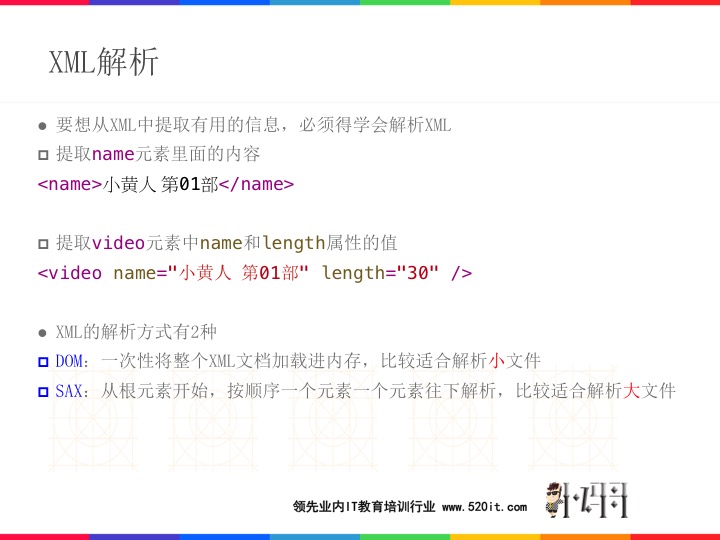 XML解析
要想从XML中提取有用的信息，必须得学会解析XML
提取name元素里面的内容
<name>小黄人 第01部</name>
提取video元素中name和length属性的值
<video name="小黄人 第01部" length="30" />
XML的解析方式有2种
DOM：一次性将整个XML文档加载进内存，比较适合解析小文件
SAX：从根元素开始，按顺序一个元素一个元素往下解析，比较适合解析大文件
领先业内IT教育培训行业 www.520it.com
小码哥